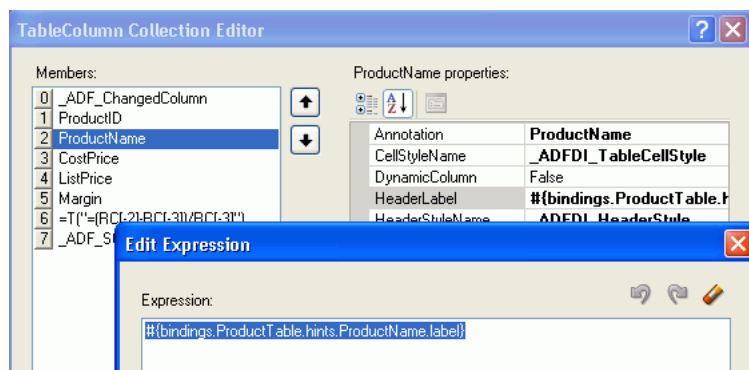 TableColumn Collection Editor
Members:
0 _ADF_ChangedColumn
1 ProductID
2 ProductName
3 CostPrice
4 ListPrice
5 Margin
6 =T("=(RC[-2]-RC[-3])/RC[-3]")
7 _ADF_S
ProductName properties:
Annotation ProductName
CellStyleName _ADFDI_TableCellStyle
DynamicColumn False
HeaderLabel #{bindings.ProductTable.h
HeaderStyleName _ADFDI_HeaderStyle
Edit Expression
Expression:
#{bindings.ProductTable.hints.ProductName.label}